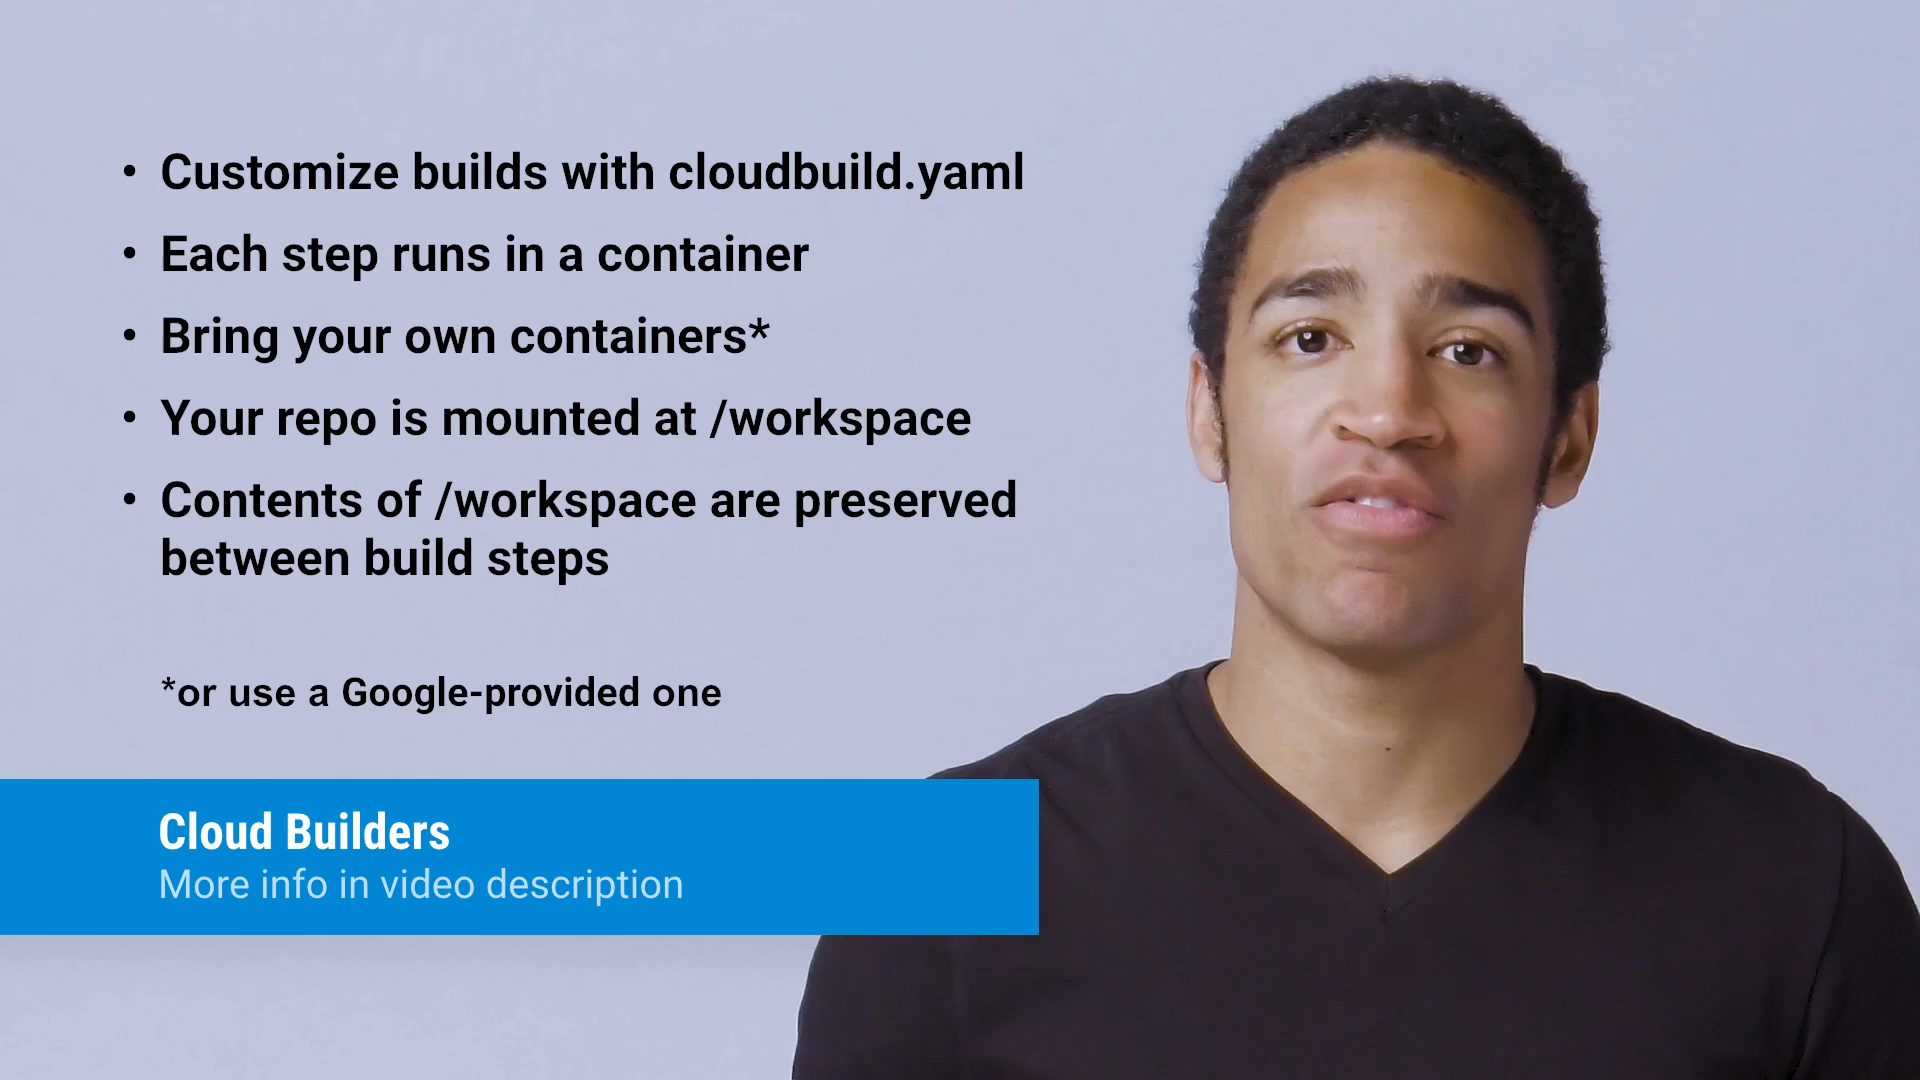 • Customize builds with cloudbuild.yaml
• Each step runs in a container
• Bring your own containers*
• Your repo is mounted at /workspace
• Contents of /workspace are preserved
between build steps
*or use a Google-provided one
Cloud Builders
More info in video description